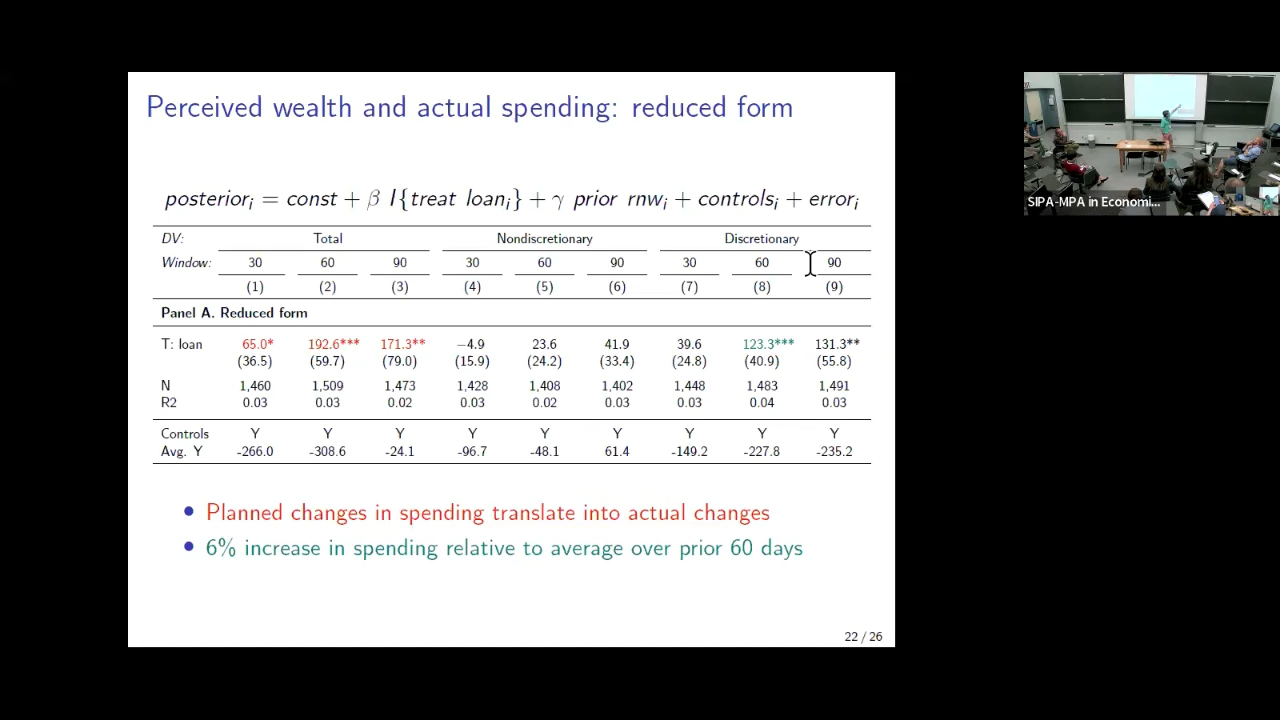 Perceived wealth and actual spending: reduced form
posterior_i = const + β I{treat loan_i} + γ prior rnw_i + controls_i + error_i
DV: Total Nondiscretionary Discretionary
Window: 30 60 90 30 60 90 30 60 90
(1) (2) (3) (4) (5) (6) (7) (8) (9)
Panel A. Reduced form
T: loan 65.0* 192.6*** 171.3** −4.9 23.6 41.9 39.6 123.3*** 131.3**
(36.5) (59.7) (79.0) (15.9) (24.2) (33.4) (24.8) (40.9) (55.8)
N 1,460 1,509 1,473 1,428 1,408 1,402 1,448 1,483 1,491
R2 0.03 0.03 0.02 0.03 0.02 0.03 0.03 0.04 0.03
Controls Y Y Y Y Y Y Y Y Y
Avg. Y -266.0 -308.6 -24.1 -96.7 -48.1 61.4 -149.2 -227.8 -235.2
• Planned changes in spending translate into actual changes
• 6% increase in spending relative to average over prior 60 days
22 / 26
SIPA-MPA in Economi...